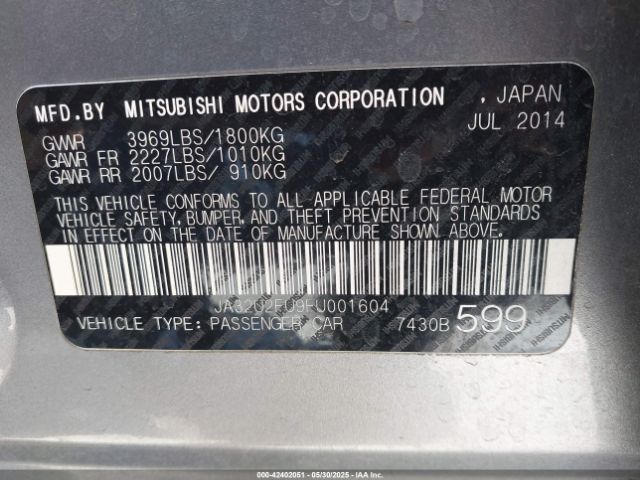 MFD.BY MITSUBISHI MOTORS CORPORATION , JAPAN
JUL 2014
GVWR 3969LBS/1800KG
GAWR FR 2227LBS/1010KG
GAWR RR 2007LBS/ 910KG
THIS VEHICLE CONFORMS TO ALL APPLICABLE FEDERAL MOTOR
VEHICLE SAFETY, BUMPER, AND THEFT PREVENTION STANDARDS
IN EFFECT ON THE DATE OF MANUFACTURE SHOWN ABOVE.
JA32U2FU9FU001604
VEHICLE TYPE: PASSENGER CAR 7430B 599
000-42402051 - 05/30/2025 - IAAI.COM